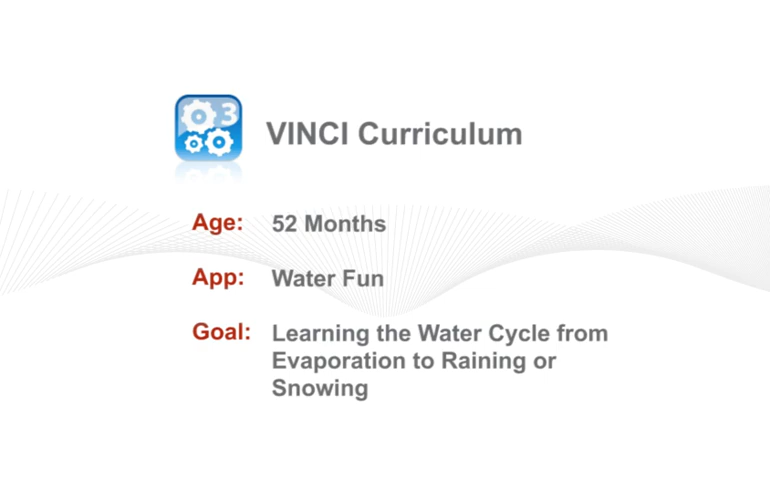 3
VINCI Curriculum
Age: 52 Months
App: Water Fun
Goal: Learning the Water Cycle from
Evaporation to Raining or
Snowing